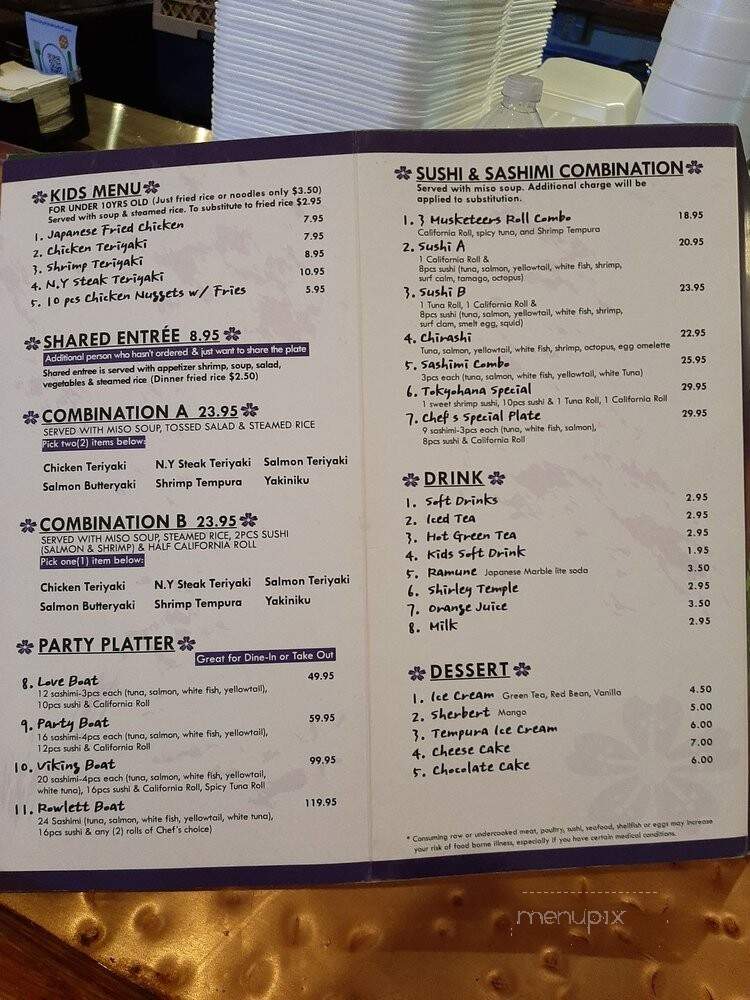 KIDS MENU
FOR UNDER 10YRS OLD (Just fried rice or noodles only $3.50)
Served with soup & steamed rice. To substitute to fried rice $2.95
1. Japanese Fried Chicken 7.95
2. Chicken Teriyaki 7.95
3. Shrimp Teriyaki 8.95
4. N.Y Steak Teriyaki 10.95
5. 10 pcs Chicken Nuggets w/ Fries 5.95
SHARED ENTRÉE 8.95
Additional person who hasn't ordered & just want to share the plate
Shared entree is served with appetizer shrimp, soup, salad,
vegetables & steamed rice (Dinner fried rice $2.50)
COMBINATION A 23.95
SERVED WITH MISO SOUP, TOSSED SALAD & STEAMED RICE
Pick two(2) items below:
Chicken Teriyaki N.Y Steak Teriyaki Salmon Teriyaki
Salmon Butteryaki Shrimp Tempura Yakiniku
COMBINATION B 23.95
SERVED WITH MISO SOUP, STEAMED RICE, 2PCS SUSHI
(SALMON & SHRIMP) & HALF CALIFORNIA ROLL
Pick one(1) item below:
Chicken Teriyaki N.Y Steak Teriyaki Salmon Teriyaki
Salmon Butteryaki Shrimp Tempura Yakiniku
PARTY PLATTER
Great for Dine-In or Take Out
8. Love Boat 49.95
12 sashimi-3pcs each (tuna, salmon, white fish, yellowtail),
10pcs sushi & California Roll
9. Party Boat 59.95
16 sashimi-4pcs each (tuna, salmon, white fish, yellowtail),
12pcs sushi & California Roll
10. Viking Boat 99.95
20 sashimi-4pcs each (tuna, salmon, white fish, yellowtail,
white tuna), 16pcs sushi & California Roll, Spicy Tuna Roll
11. Rowlett Boat 119.95
24 Sashimi (tuna, salmon, white fish, yellowtail, white tuna),
16pcs sushi & any (2) rolls of Chef's choice)
SUSHI & SASHIMI COMBINATION
Served with miso soup. Additional charge will be
applied to substitution.
1. 3 Musketeers Roll Combo 18.95
California Roll, spicy tuna, and Shrimp Tempura
2. Sushi A 20.95
1 California Roll &
8pcs sushi (tuna, salmon, yellowtail, white fish, shrimp,
surf calm, tamago, octopus)
3. Sushi B 23.95
1 Tuna Roll, 1 California Roll &
8pcs sushi (tuna, salmon, yellowtail, white fish, shrimp,
surf clam, smelt egg, squid)
4. Chirashi 22.95
Tuna, salmon, yellowtail, white fish, shrimp, octopus, egg omelette
5. Sashimi Combo 25.95
3pcs each (tuna, salmon, white fish, yellowtail, white Tuna)
6. Tokyohana Special 29.95
1 sweet shrimp sushi, 10pcs sushi & 1 Tuna Roll, 1 California Roll
7. Chef s Special Plate 29.95
9 sashimi-3pcs each (tuna, white fish, salmon),
8pcs sushi & California Roll
DRINK
1. Soft Drinks 2.95
2. Iced Tea 2.95
3. Hot Green Tea 2.95
4. Kids Soft Drink 1.95
5. Ramune Japanese Marble lite soda 3.50
6. Shirley Temple 2.95
7. Orange Juice 3.50
8. Milk 2.95
DESSERT
1. Ice Cream Green Tea, Red Bean, Vanilla 4.50
2. Sherbert Mango 5.00
3. Tempura Ice Cream 6.00
4. Cheese Cake 7.00
5. Chocolate Cake 6.00
* Consuming raw or undercooked meat, poultry, sushi, seafood, shellfish or eggs may increase
your risk of food borne illness, especially if you have certain medical conditions.
menupix